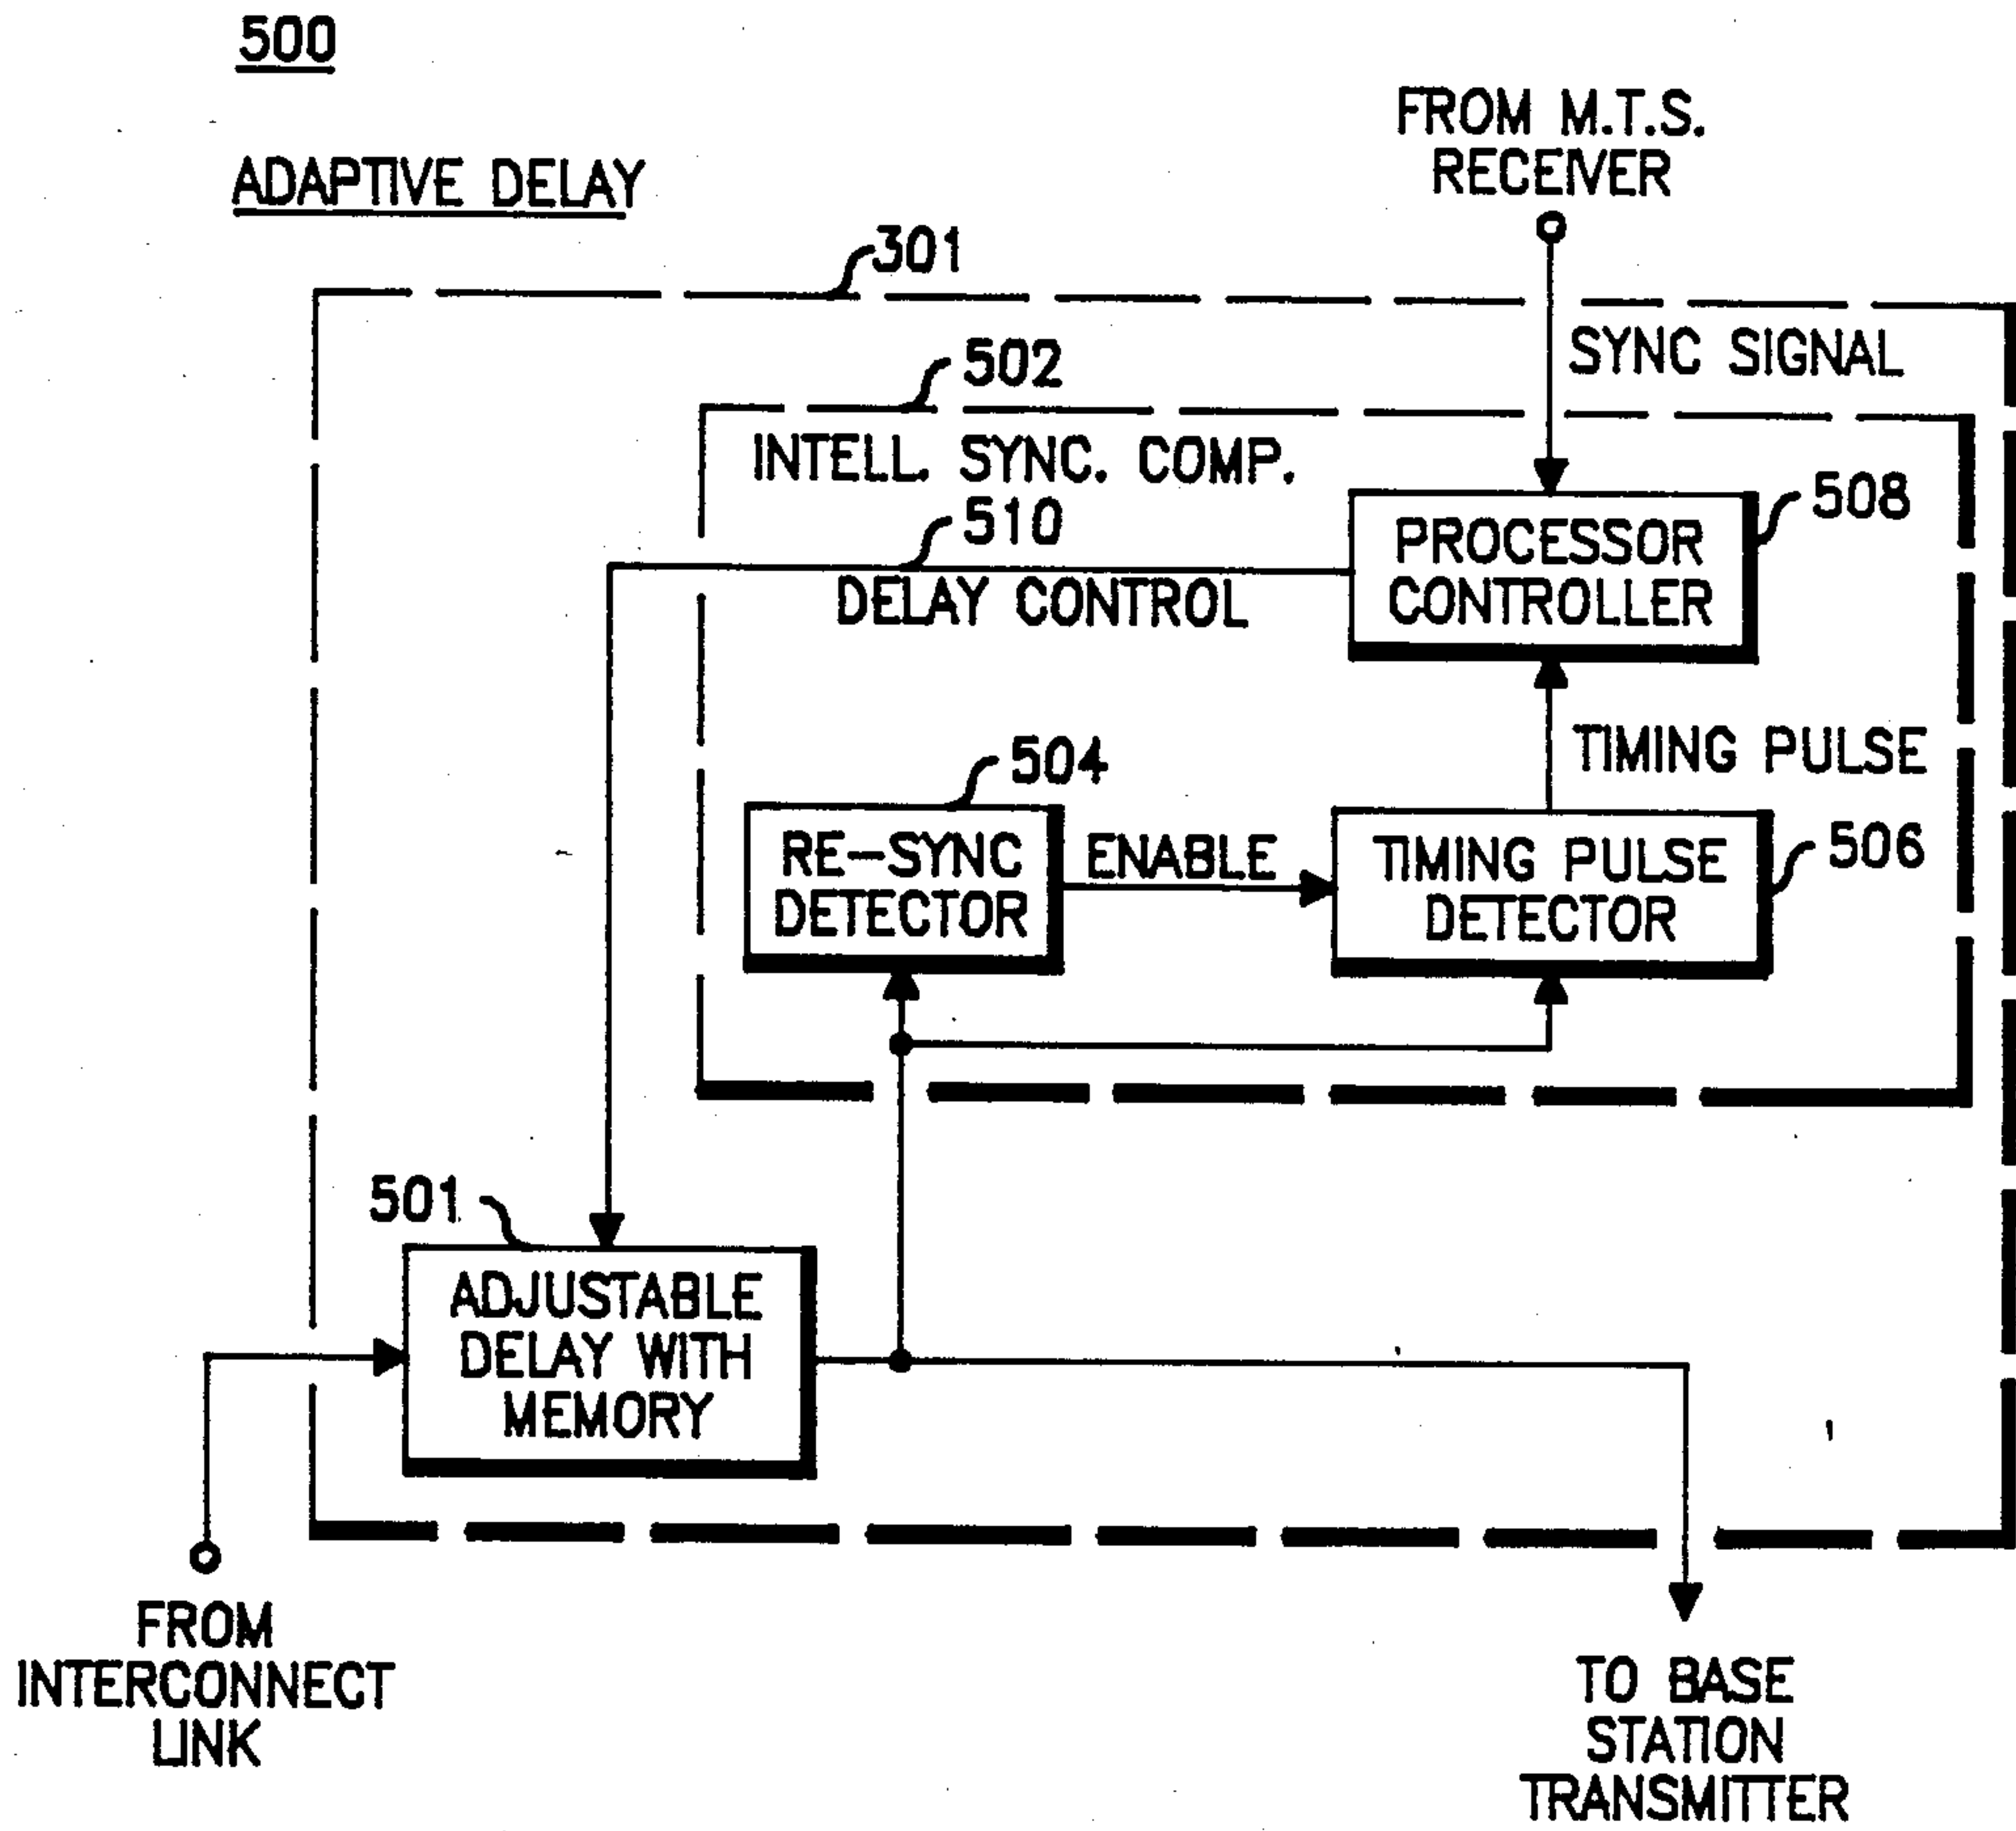 500
ADAPTIVE DELAY
FROM M.T.S.
RECEIVER
301
SYNC SIGNAL
502
INTELL. SYNC. COMP.
510
DELAY CONTROL
PROCESSOR
CONTROLLER
508
TIMING PULSE
504
RE-SYNC
DETECTOR
ENABLE
TIMING PULSE
DETECTOR
506
501
ADJUSTABLE
DELAY WITH
MEMORY
FROM
INTERCONNECT
LINK
TO BASE
STATION
TRANSMITTER